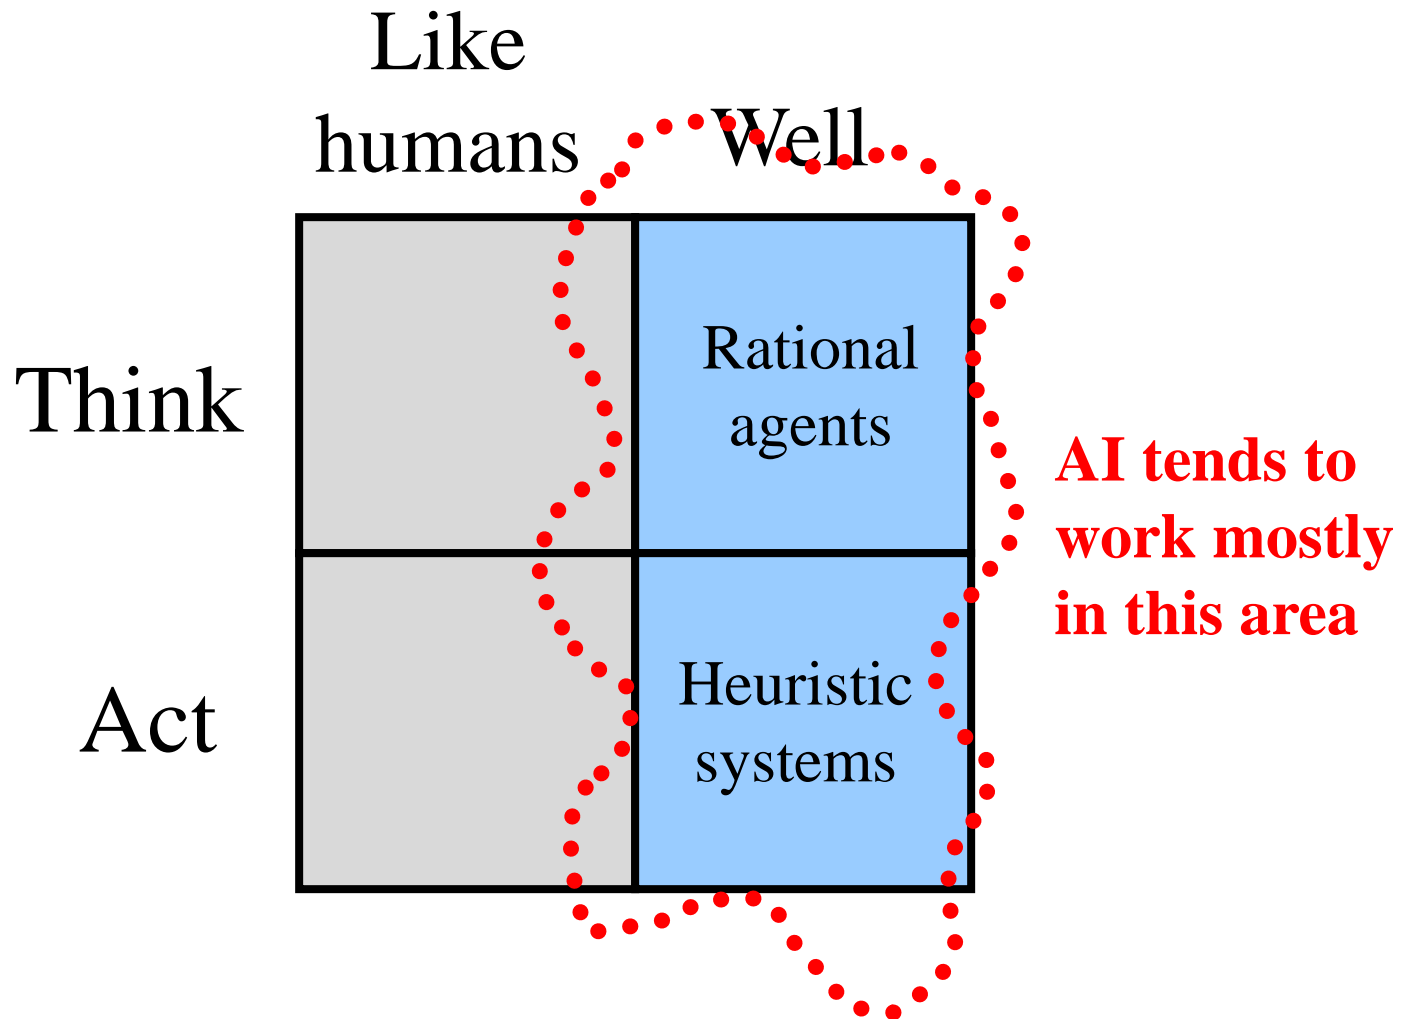 Like
humans
Well
Think
Rational
agents
AI tends to
work mostly
in this area
Act
Heuristic
systems